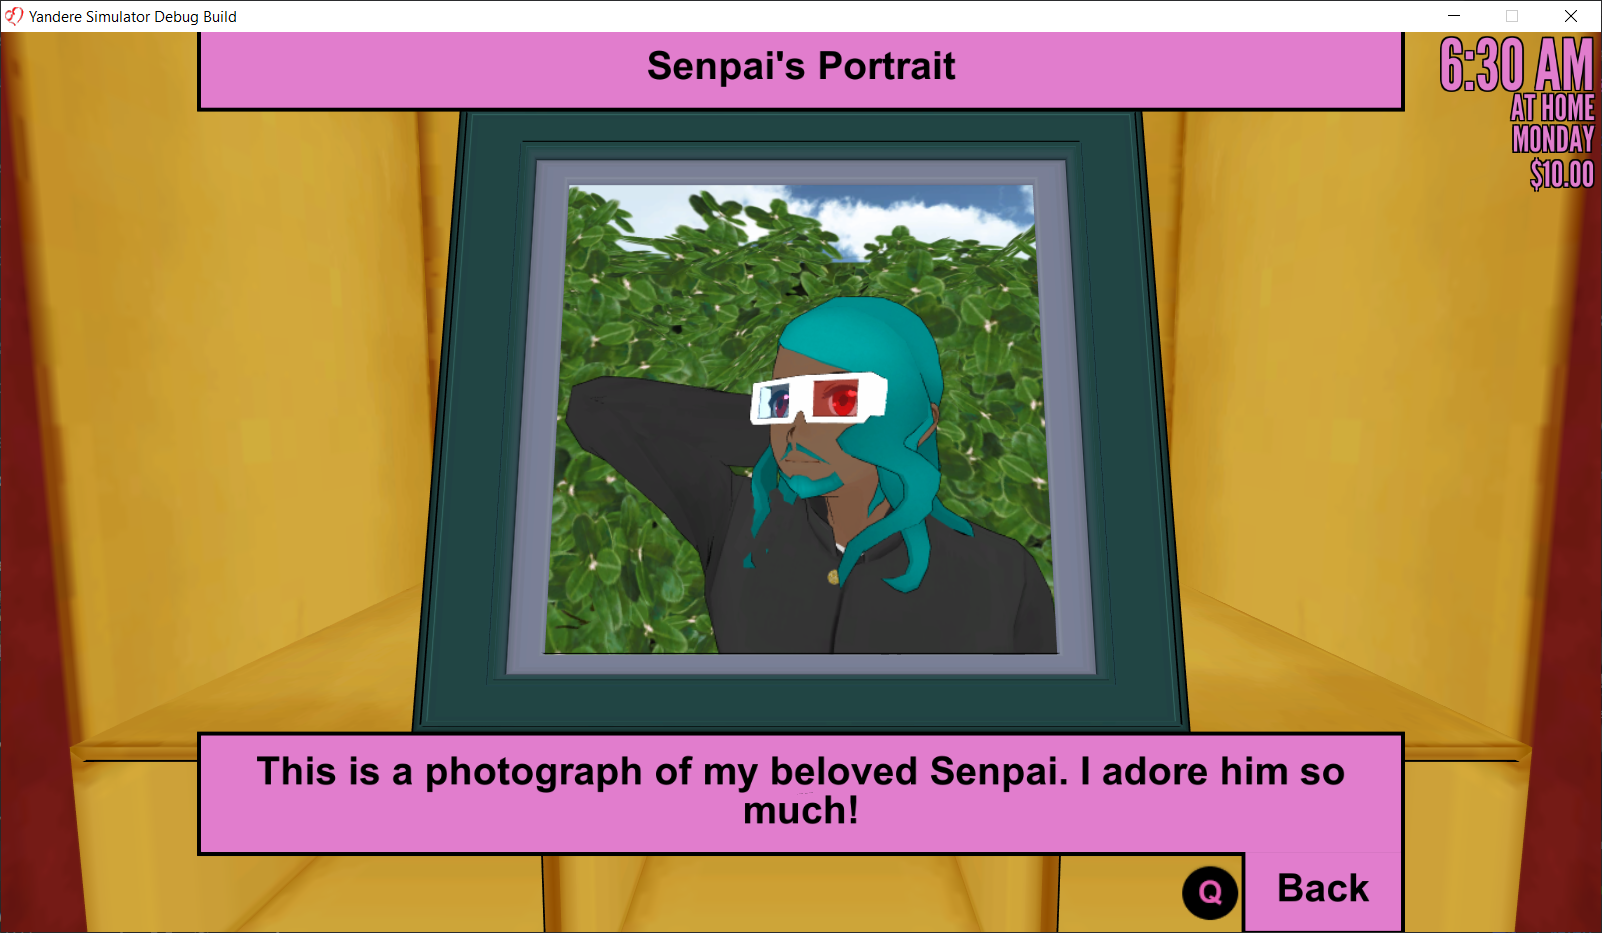 Yandere Simulator Debug Build
Senpai's Portrait
6:30 AM
AT HOME
MONDAY
$10.00
This is a photograph of my beloved Senpai. I adore him so
much!
Q
Back